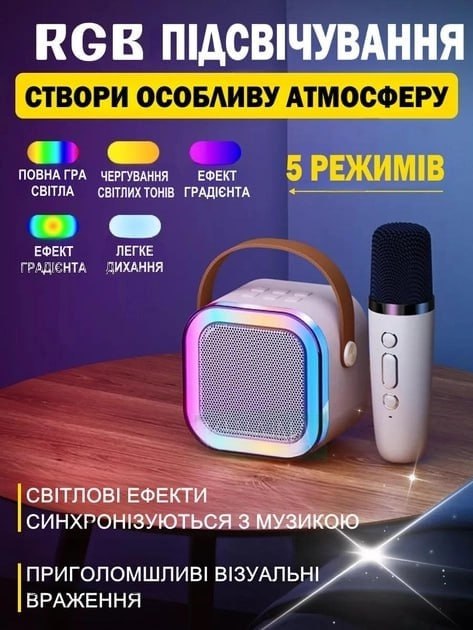 RGB ПІДСВІЧУВАННЯ
СТВОРИ ОСОБЛИВУ АТМОСФЕРУ
ПОВНА ГРА
СВІТЛА
ЧЕРГУВАННЯ
СВІТЛИХ ТОНІВ
ЕФЕКТ
ГРАДІЄНТА
5 РЕЖИМІВ
ЕФЕКТ
ГРАДІЄНТА
ЛЕГКЕ
ДИХАННЯ
СВІТЛОВІ ЕФЕКТИ
СИНХРОНІЗУЮТЬСЯ З МУЗИКОЮ
ПРИГОЛОМШЛИВІ ВІЗУАЛЬНІ
ВРАЖЕННЯ